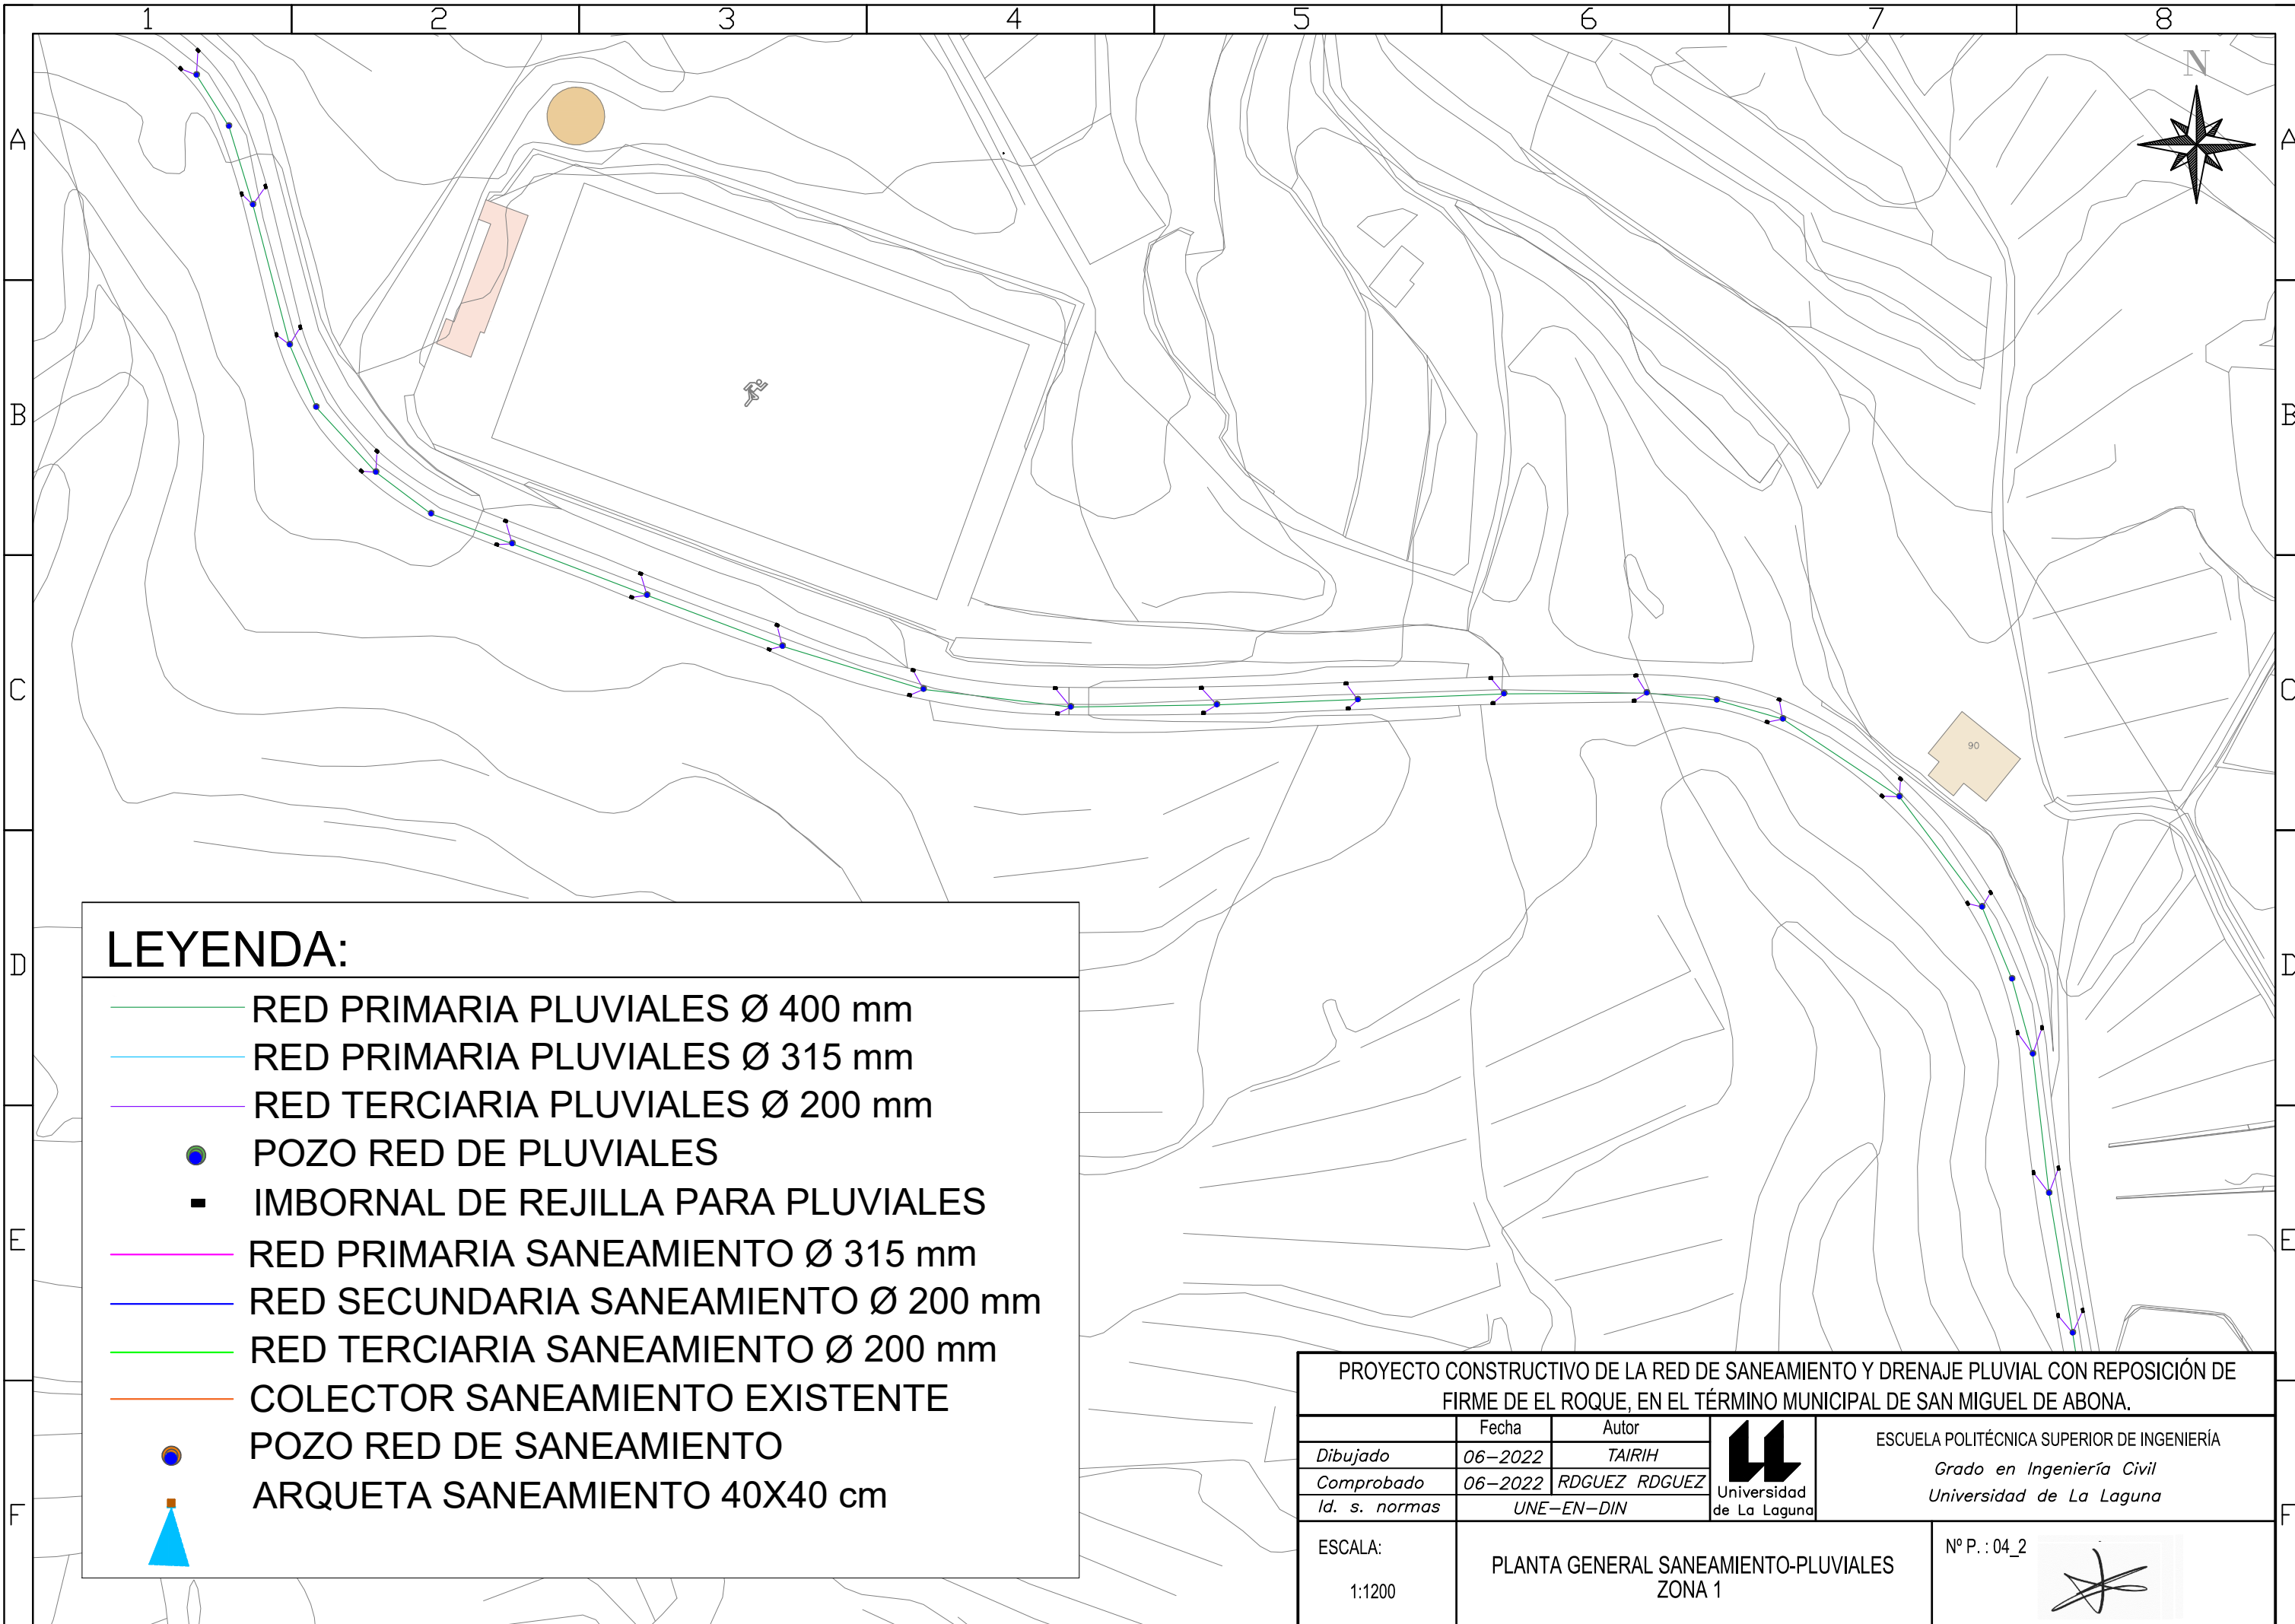 1 2 3 4 5 6 7 8
N
A A
B B
90
C C
D D
E E
F F
LEYENDA:
RED PRIMARIA PLUVIALES Ø 400 mm
RED PRIMARIA PLUVIALES Ø 315 mm
RED TERCIARIA PLUVIALES Ø 200 mm
POZO RED DE PLUVIALES
IMBORNAL DE REJILLA PARA PLUVIALES
RED PRIMARIA SANEAMIENTO Ø 315 mm
RED SECUNDARIA SANEAMIENTO Ø 200 mm
RED TERCIARIA SANEAMIENTO Ø 200 mm
COLECTOR SANEAMIENTO EXISTENTE
POZO RED DE SANEAMIENTO
ARQUETA SANEAMIENTO 40X40 cm
PROYECTO CONSTRUCTIVO DE LA RED DE SANEAMIENTO Y DRENAJE PLUVIAL CON REPOSICIÓN DE
FIRME DE EL ROQUE, EN EL TÉRMINO MUNICIPAL DE SAN MIGUEL DE ABONA.
Fecha Autor
Dibujado 06-2022 TAIRIH
Comprobado 06-2022 RDGUEZ RDGUEZ
Id. s. normas UNE-EN-DIN
Universidad
de La Laguna
ESCUELA POLITÉCNICA SUPERIOR DE INGENIERÍA
Grado en Ingeniería Civil
Universidad de La Laguna
ESCALA:
1:1200
PLANTA GENERAL SANEAMIENTO-PLUVIALES
ZONA 1
Nº P. : 04_2